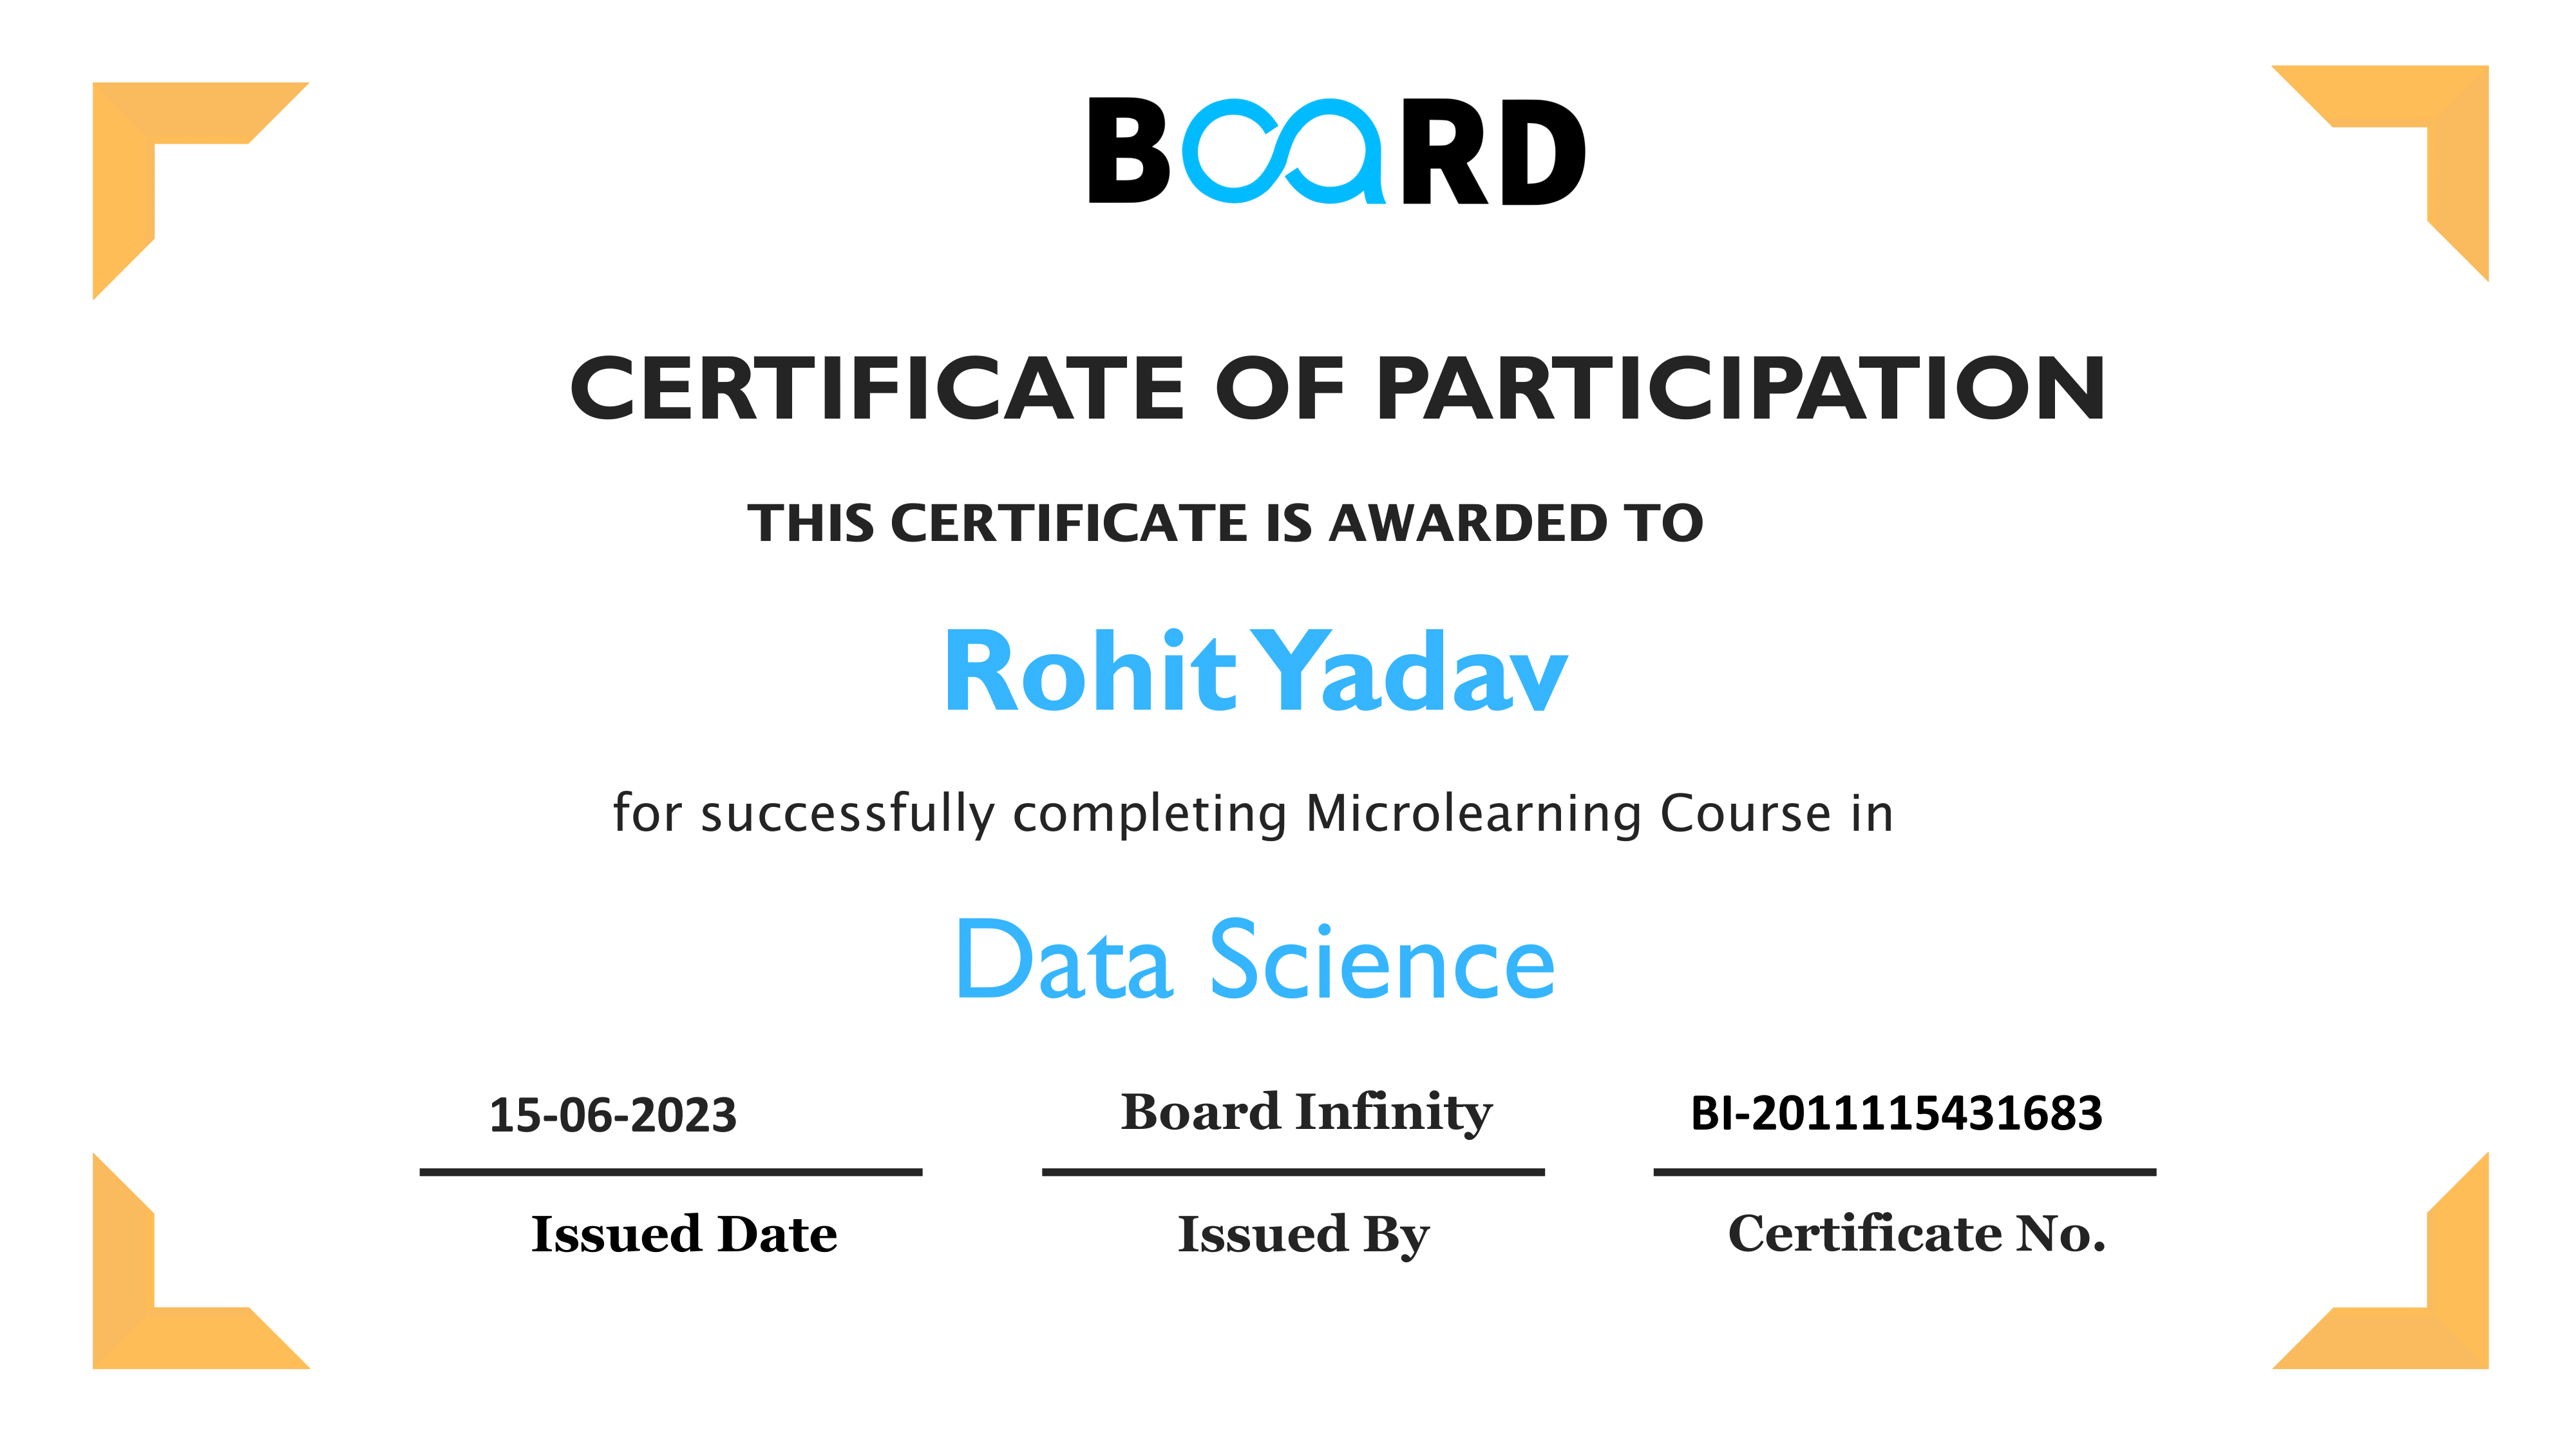 BOARD
CERTIFICATE OF PARTICIPATION
THIS CERTIFICATE IS AWARDED TO
Rohit Yadav
for successfully completing Microlearning Course in
Data Science
15-06-2023 Board Infinity BI-2011115431683
Issued Date Issued By Certificate No.